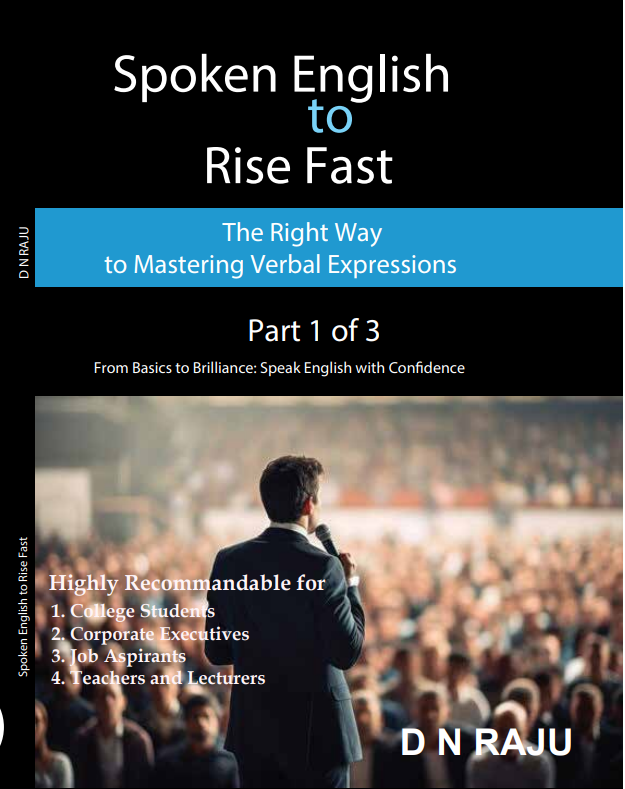 Spoken English
to
Rise Fast
The Right Way
to Mastering Verbal Expressions
Part 1 of 3
From Basics to Brilliance: Speak English with Confidence
Highly Recommandable for
1. College Students
2. Corporate Executives
3. Job Aspirants
4. Teachers and Lecturers
D N RAJU
D N RAJU
Spoken English to Rise Fast